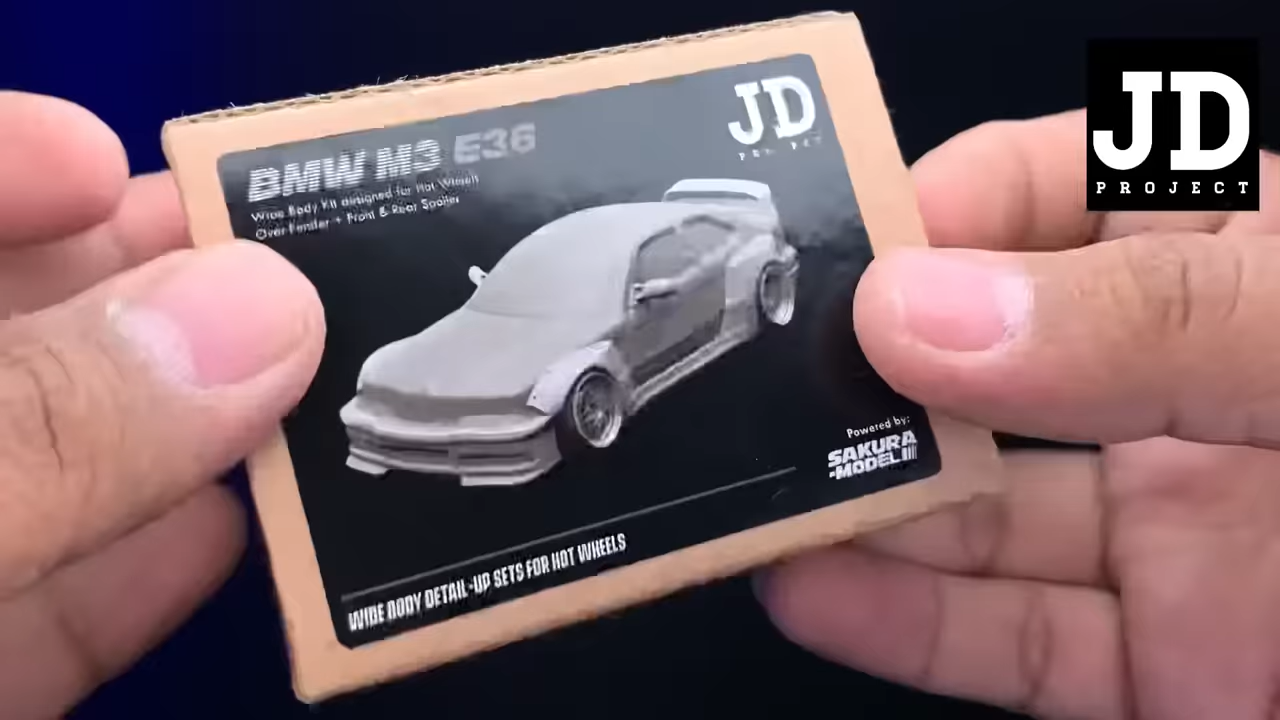 BMW M3 E36
Wide Body Kit designed for Hot Wheels
Over Fender + Front & Rear Spoiler
JD
PROJECT
Powered by:
SAKURA
-MODEL
WIDE BODY DETAIL-UP SETS FOR HOT WHEELS
JD
PROJECT